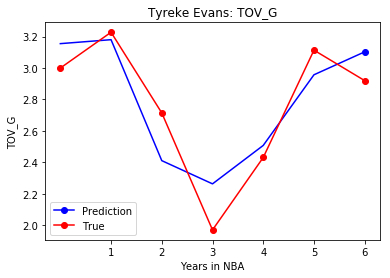 Tyreke Evans: TOV_G
3.2
3.0
2.8
2.6
2.4
2.2
2.0
TOV_G
Prediction
True
1 2 3 4 5 6
Years in NBA